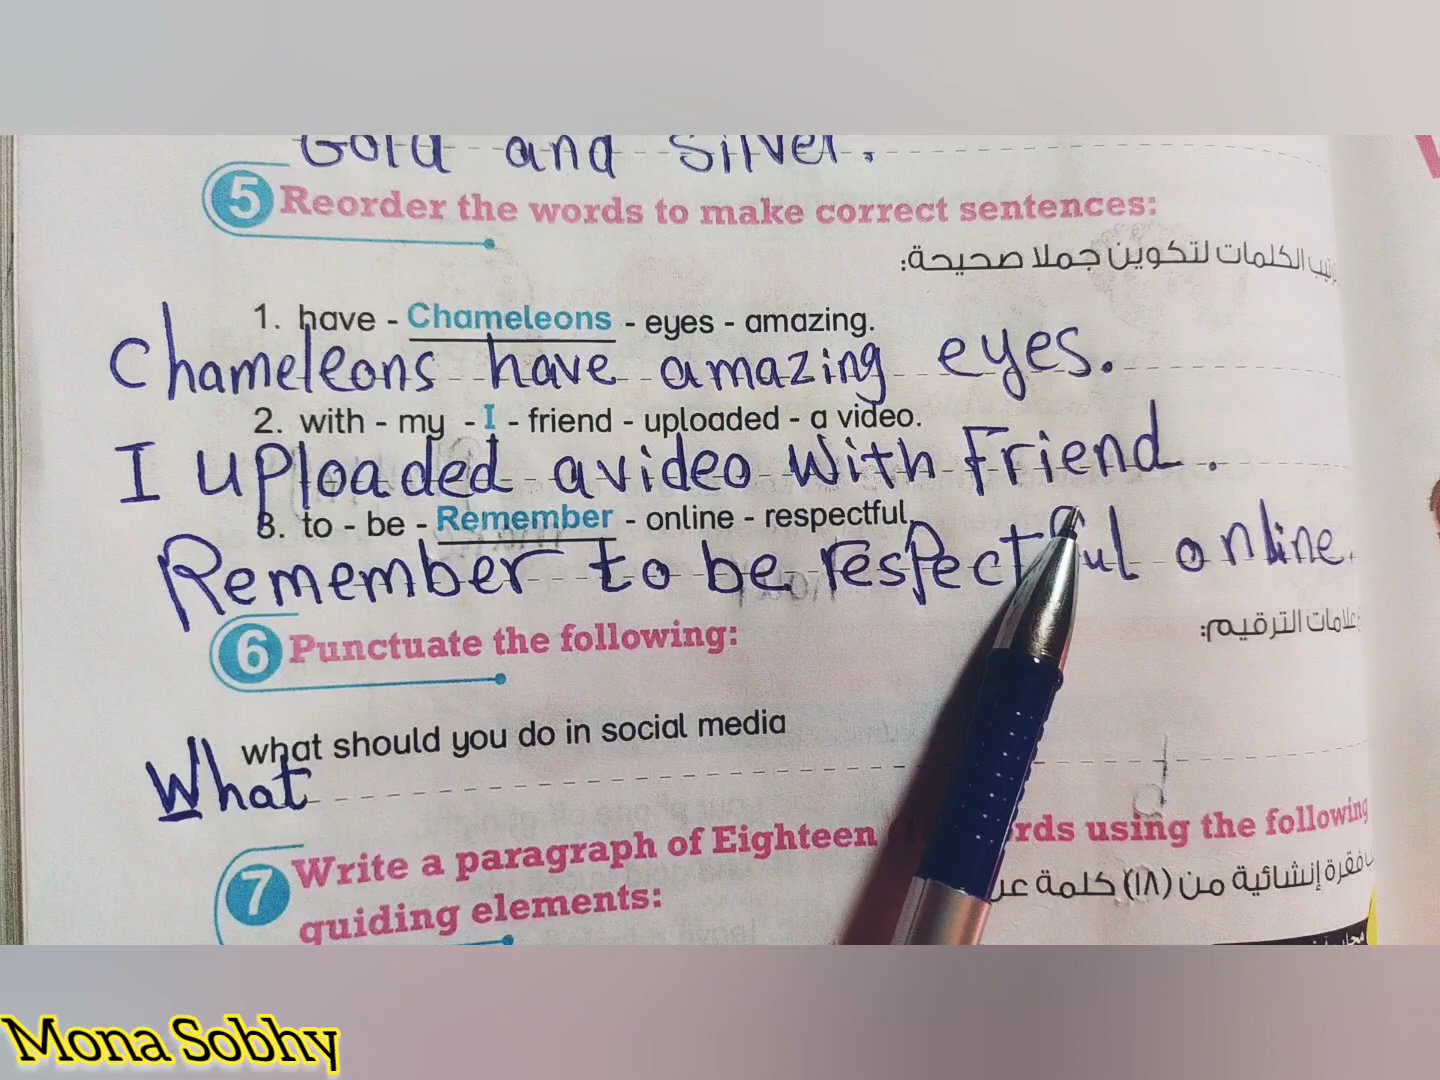 Gold and Silver.
5 Reorder the words to make correct sentences:
الكلمات لتكوين جملا صحيحة:
1. have - Chameleons - eyes - amazing.
Chameleons have amazing eyes.
2. with - my - I - friend - uploaded - a video.
I uploaded a video with Friend.
3. to - be - Remember - online - respectful.
Remember to be respectful online.
6 Punctuate the following:
علامات الترقيم:
what should you do in social media
What
7 Write a paragraph of Eighteen using the following
فقرة إنشائية من (١٨) كلمة
guiding elements:
Mona Sobhy